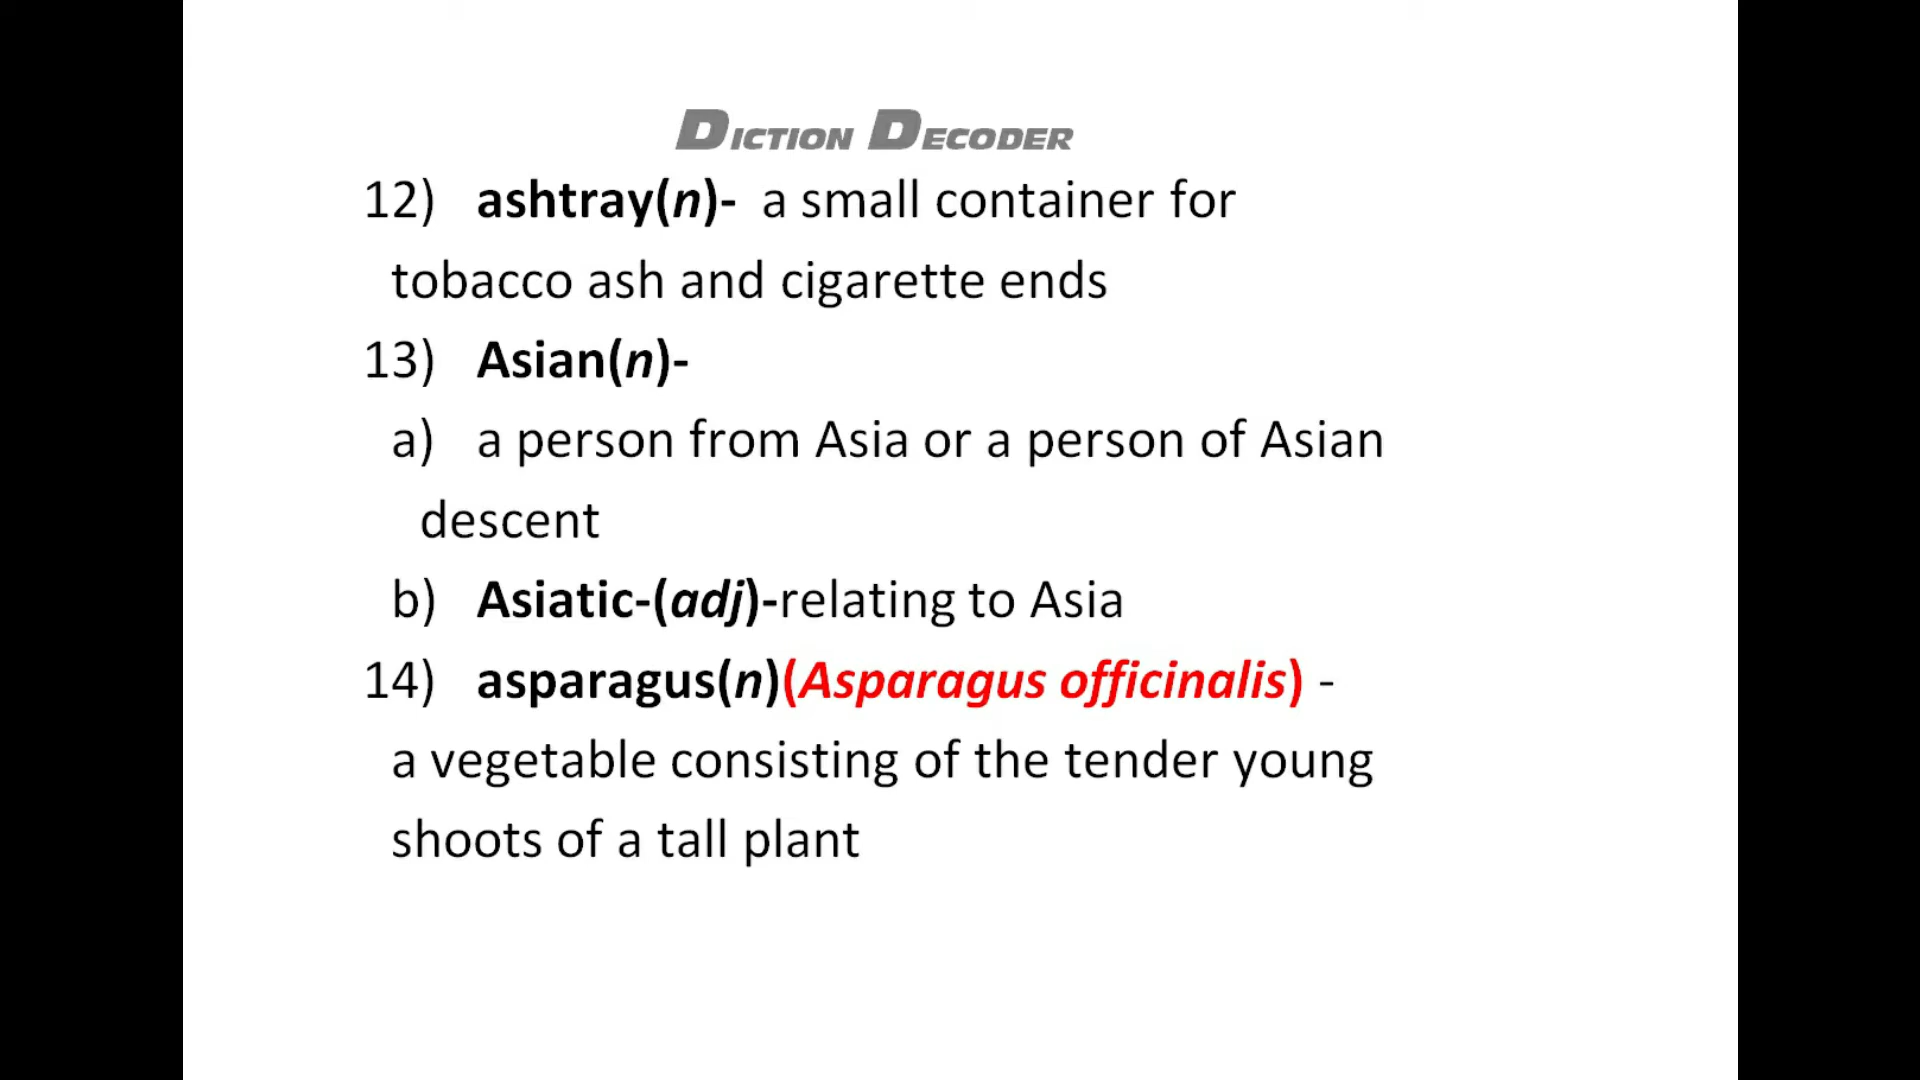 DICTION DECODER
12) ashtray(n)- a small container for
tobacco ash and cigarette ends
13) Asian(n)-
a) a person from Asia or a person of Asian
descent
b) Asiatic-(adj)-relating to Asia
14) asparagus(n)(Asparagus officinalis) -
a vegetable consisting of the tender young
shoots of a tall plant